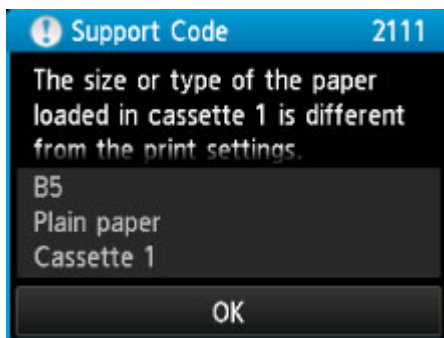 Support Code 2111
The size or type of the paper
loaded in cassette 1 is different
from the print settings.
B5
Plain paper
Cassette 1
OK